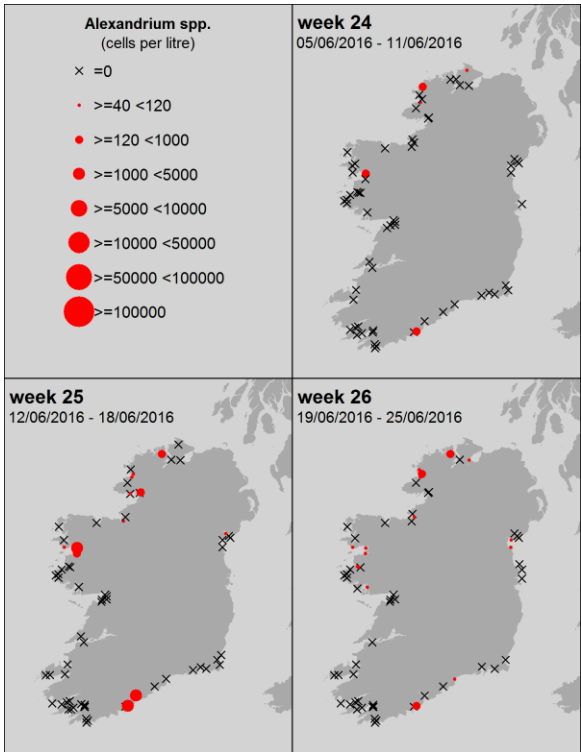 Alexandrium spp.
(cells per litre)
=0
>=40 <120
>=120 <1000
>=1000 <5000
>=5000 <10000
>=10000 <50000
>=50000 <100000
>=100000
week 24
05/06/2016 - 11/06/2016
week 25
12/06/2016 - 18/06/2016
week 26
19/06/2016 - 25/06/2016